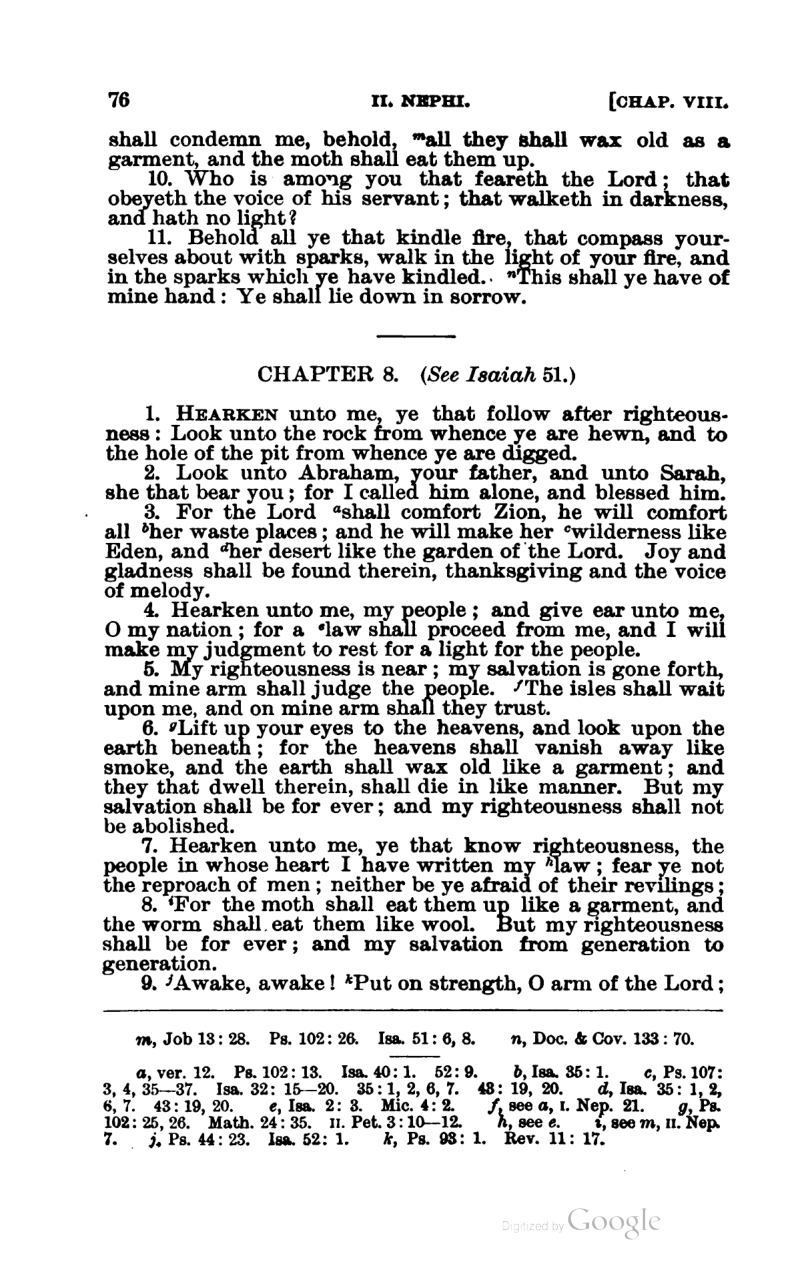 76 II. NEPHI. [CHAP. VIII.
shall condemn me, behold, ᵐall they shall wax old as a
garment, and the moth shall eat them up.
10. Who is among you that feareth the Lord; that
obeyeth the voice of his servant; that walketh in darkness,
and hath no light?
11. Behold all ye that kindle fire, that compass your-
selves about with sparks, walk in the light of your fire, and
in the sparks which ye have kindled. ⁿThis shall ye have of
mine hand: Ye shall lie down in sorrow.
CHAPTER 8. (See Isaiah 51.)
1. HEARKEN unto me, ye that follow after righteous-
ness: Look unto the rock from whence ye are hewn, and to
the hole of the pit from whence ye are digged.
2. Look unto Abraham, your father, and unto Sarah,
she that bear you; for I called him alone, and blessed him.
3. For the Lord ᵃshall comfort Zion, he will comfort
all ᵇher waste places; and he will make her ᶜwilderness like
Eden, and ᵈher desert like the garden of the Lord. Joy and
gladness shall be found therein, thanksgiving and the voice
of melody.
4. Hearken unto me, my people; and give ear unto me,
O my nation; for a ᵉlaw shall proceed from me, and I will
make my judgment to rest for a light for the people.
5. My righteousness is near; my salvation is gone forth,
and mine arm shall judge the people. ᶠThe isles shall wait
upon me, and on mine arm shall they trust.
6. ᵍLift up your eyes to the heavens, and look upon the
earth beneath; for the heavens shall vanish away like
smoke, and the earth shall wax old like a garment; and
they that dwell therein, shall die in like manner. But my
salvation shall be for ever; and my righteousness shall not
be abolished.
7. Hearken unto me, ye that know righteousness, the
people in whose heart I have written my ʰlaw; fear ye not
the reproach of men; neither be ye afraid of their revilings;
8. ⁱFor the moth shall eat them up like a garment, and
the worm shall eat them like wool. But my righteousness
shall be for ever; and my salvation from generation to
generation.
9. ʲAwake, awake! ᵏPut on strength, O arm of the Lord;
m, Job 13: 28. Ps. 102: 26. Isa. 51: 6, 8. n, Doc. & Cov. 133: 70.
a, ver. 12. Ps. 102: 13. Isa. 40: 1. 52: 9. b, Isa. 35: 1. c, Ps. 107:
3, 4, 35—37. Isa. 32: 15—20. 35: 1, 2, 6, 7. 43: 19, 20. d, Isa. 35: 1, 2,
6, 7. 43: 19, 20. e, Isa. 2: 3. Mic. 4: 2. f, see a, I. Nep. 21. g, Ps.
102: 25, 26. Math. 24: 35. II. Pet. 3: 10—12. h, see e. i, see m, II. Nep.
7. j, Ps. 44: 23. Isa. 52: 1. k, Ps. 93: 1. Rev. 11: 17.
Digitized by Google